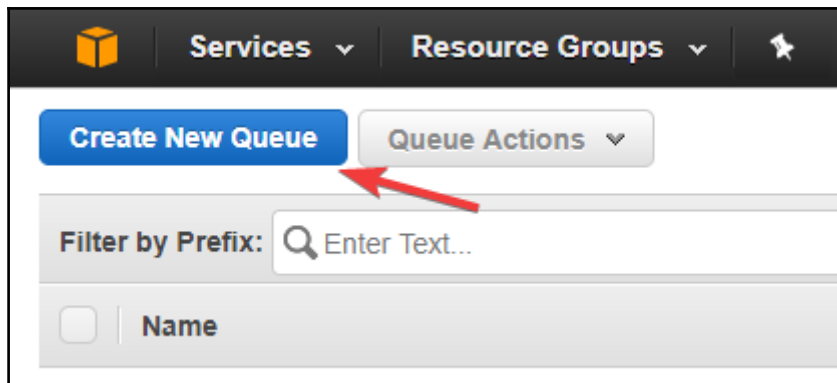 Services Resource Groups
Create New Queue Queue Actions
Filter by Prefix: Enter Text...
Name